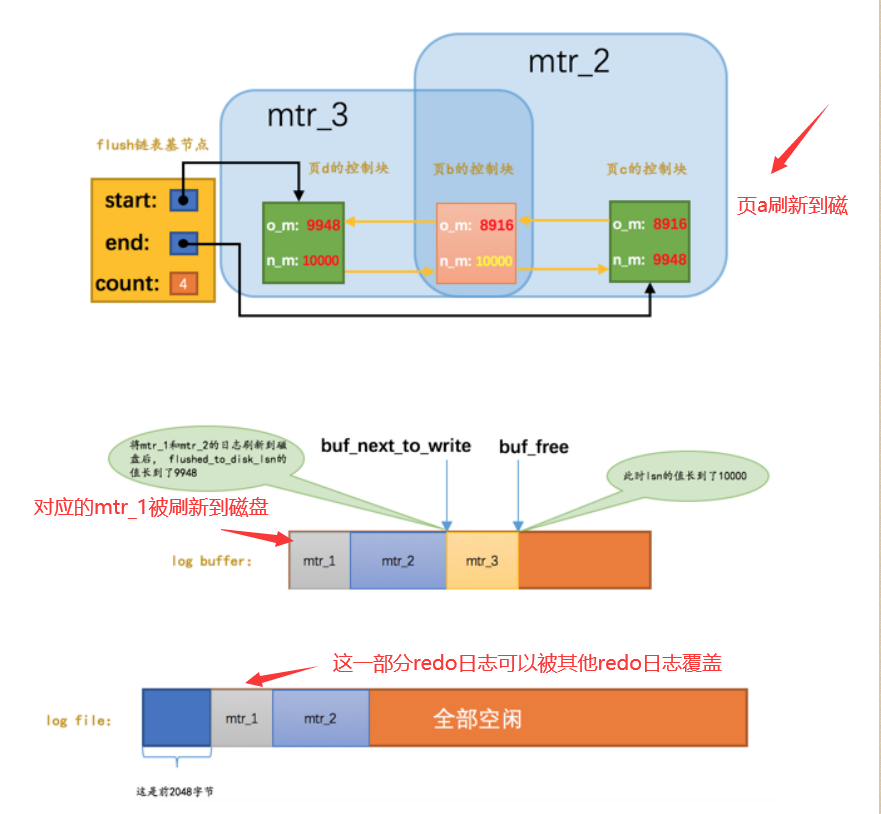 mtr_2
mtr_3
flush链表基节点
页d的控制块
页b的控制块
页c的控制块
start:
end:
count: 4
o_m: 9948
n_m: 10000
o_m: 8916
n_m: 10000
o_m: 8916
n_m: 9948
页a刷新到磁
将mtr_1和mtr_2的日志刷新到磁
盘后, flushed_to_disk_lsn的
值长到了9948
buf_next_to_write
buf_free
此时lsn的值长到了10000
对应的mtr_1被刷新到磁盘
log buffer:
mtr_1
mtr_2
mtr_3
这一部分redo日志可以被其他redo日志覆盖
log file:
mtr_1
mtr_2
全部空闲
这是前2048字节